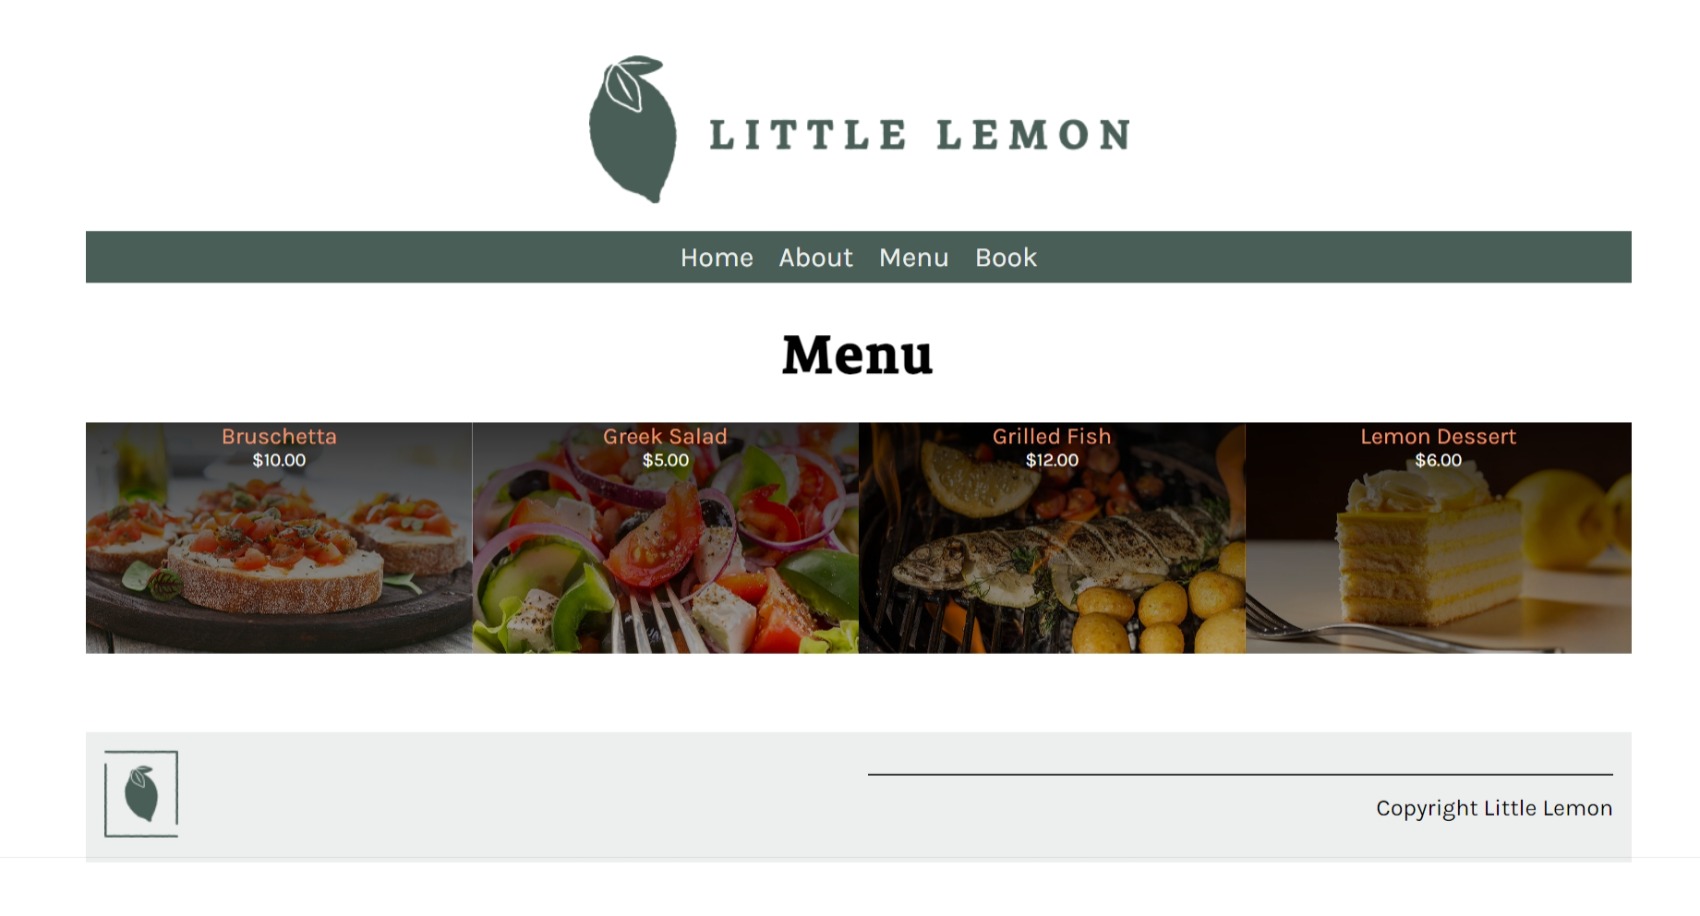 LITTLE LEMON
Home About Menu Book
Menu
Bruschetta
$10.00
Greek Salad
$5.00
Grilled Fish
$12.00
Lemon Dessert
$6.00
Copyright Little Lemon